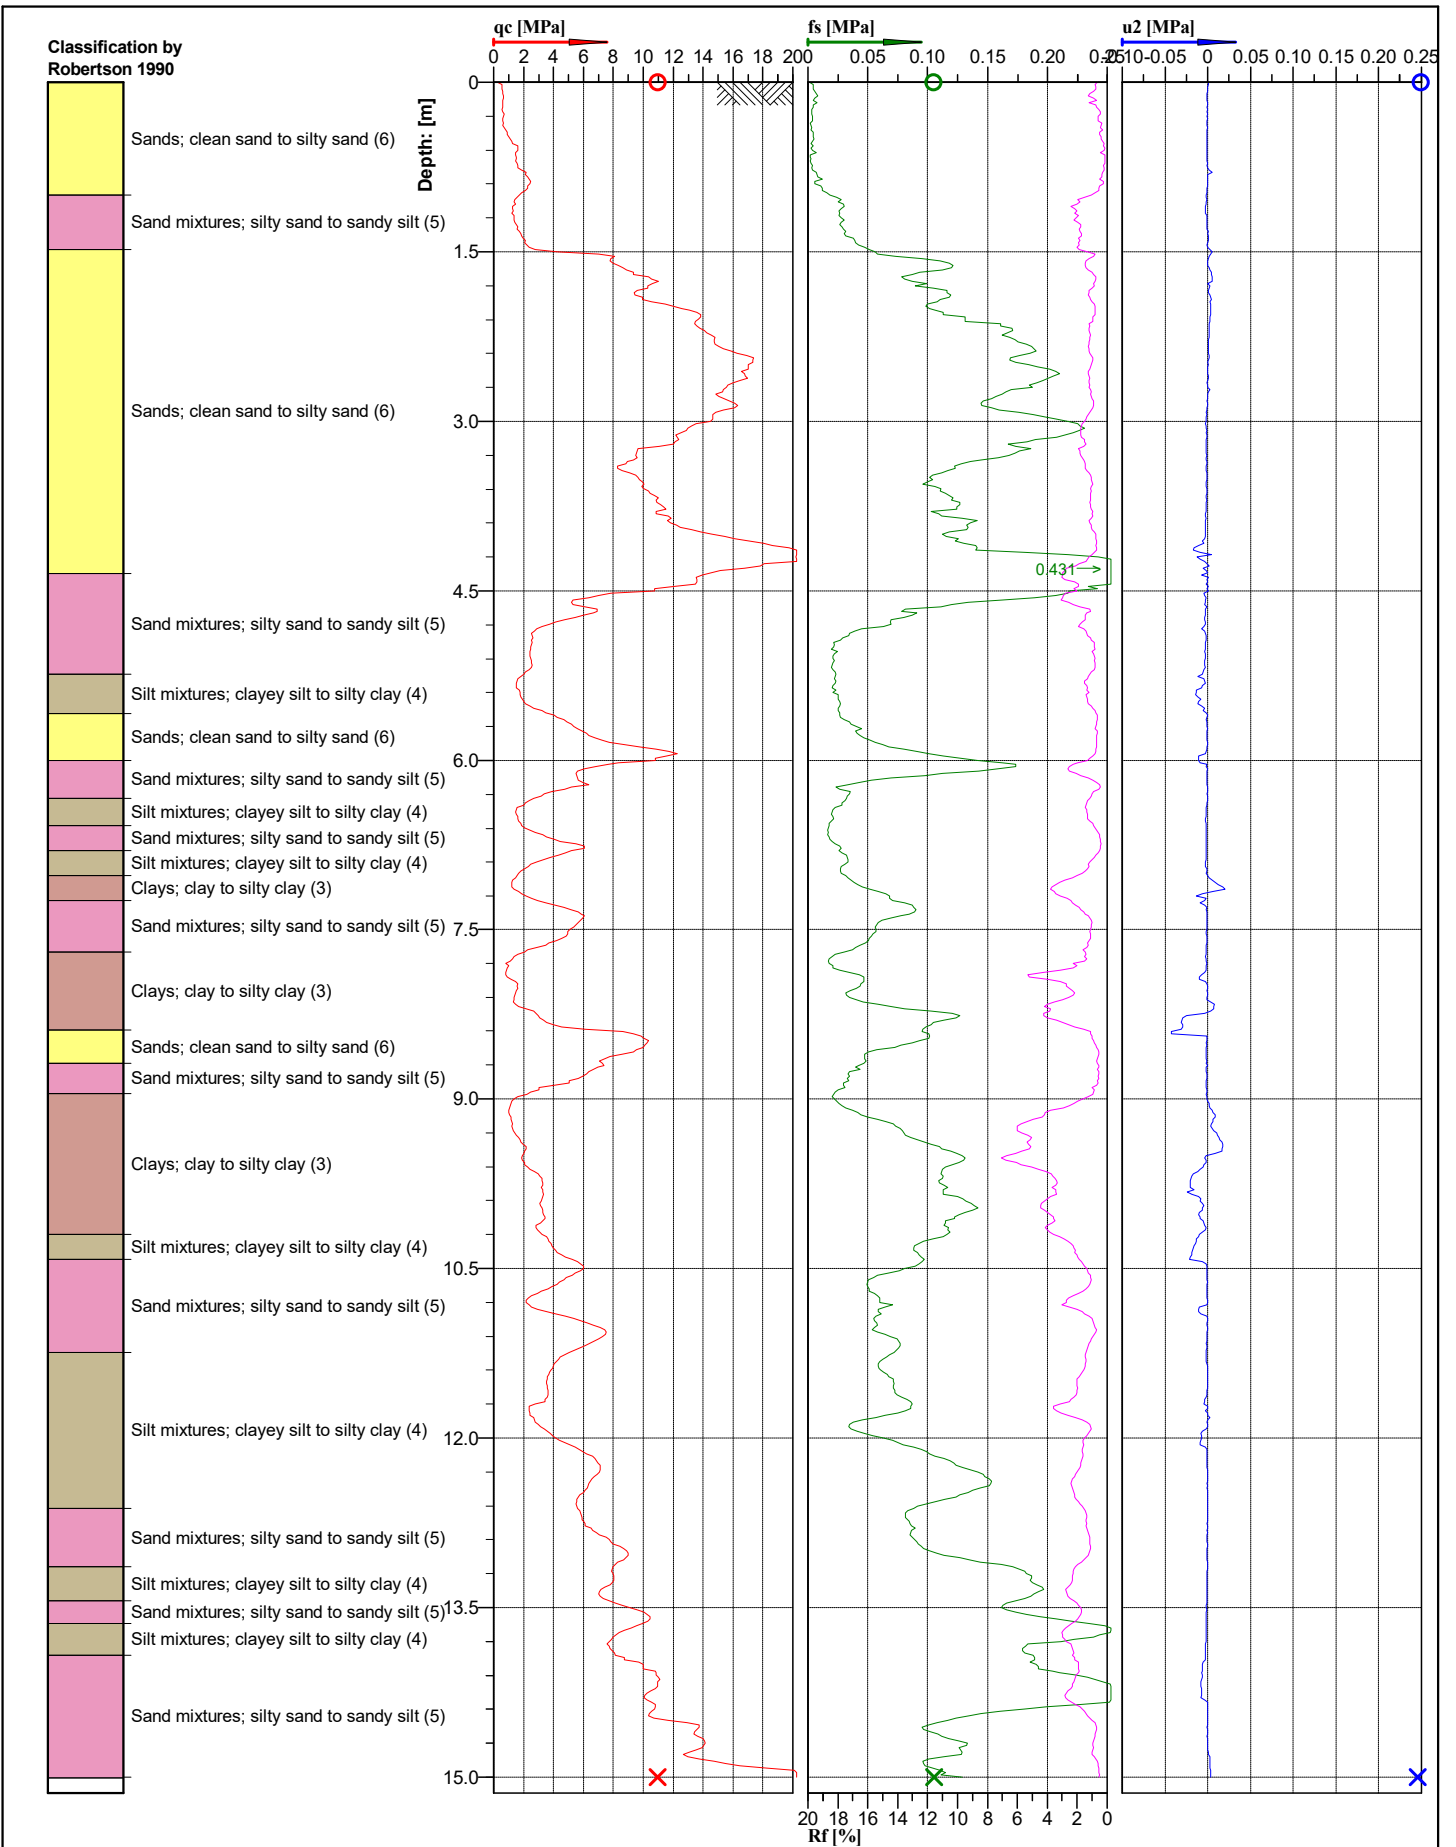 Classification by
Robertson 1990
qc [MPa]
0 2 4 6 8 10 12 14 16 18 20
fs [MPa]
0.05 0.10 0.15 0.20
u2 [MPa]
-0.05 0 0.05 0.10 0.15 0.20 0.25
Depth: [m]
0
1.5
3.0
4.5
6.0
7.5
9.0
10.5
12.0
13.5
15.0
Sands; clean sand to silty sand (6)
Sand mixtures; silty sand to sandy silt (5)
Sands; clean sand to silty sand (6)
0.431
Sand mixtures; silty sand to sandy silt (5)
Silt mixtures; clayey silt to silty clay (4)
Sands; clean sand to silty sand (6)
Sand mixtures; silty sand to sandy silt (5)
Silt mixtures; clayey silt to silty clay (4)
Sand mixtures; silty sand to sandy silt (5)
Silt mixtures; clayey silt to silty clay (4)
Clays; clay to silty clay (3)
Sand mixtures; silty sand to sandy silt (5)
Clays; clay to silty clay (3)
Sands; clean sand to silty sand (6)
Sand mixtures; silty sand to sandy silt (5)
Clays; clay to silty clay (3)
Silt mixtures; clayey silt to silty clay (4)
Sand mixtures; silty sand to sandy silt (5)
Silt mixtures; clayey silt to silty clay (4)
Sand mixtures; silty sand to sandy silt (5)
Silt mixtures; clayey silt to silty clay (4)
Sand mixtures; silty sand to sandy silt (5)
Silt mixtures; clayey silt to silty clay (4)
Sand mixtures; silty sand to sandy silt (5)
20 18 16 14 12 10 8 6 4 2 0
Rf [%]